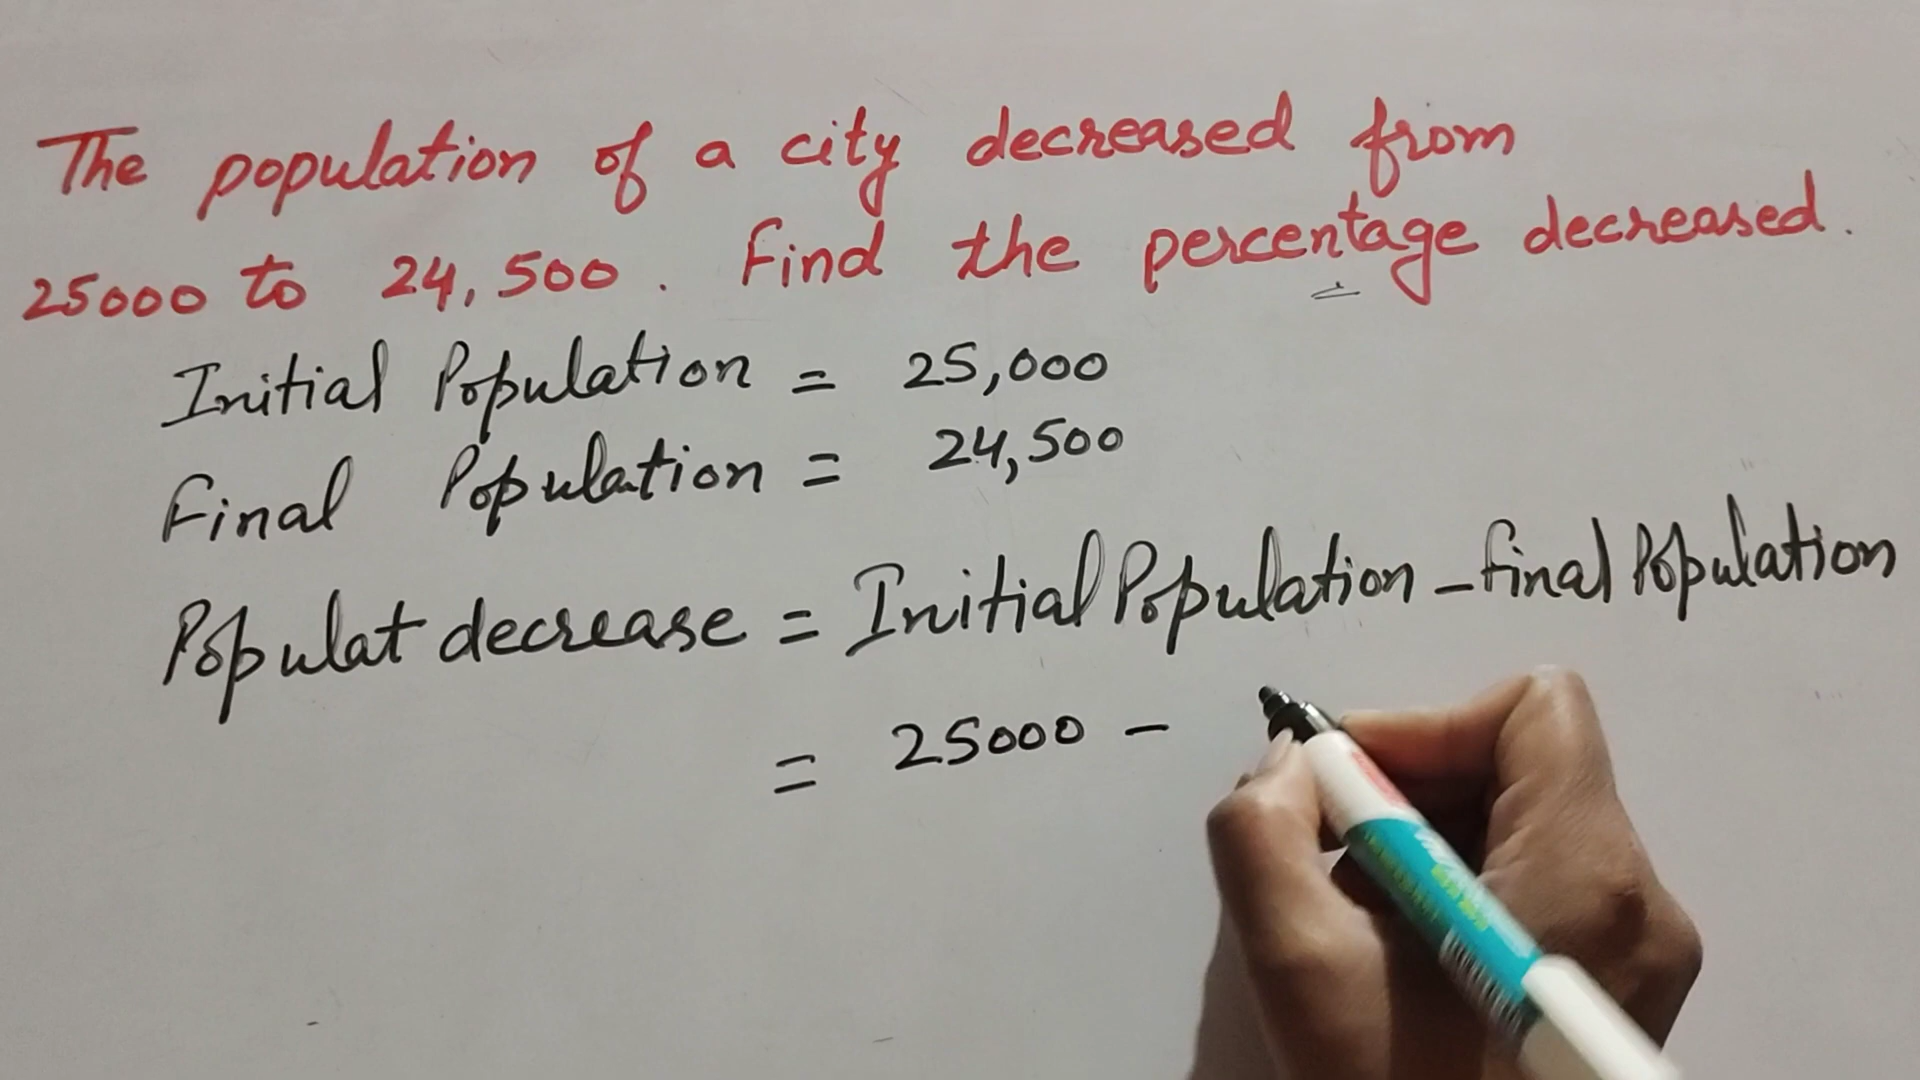 The population of a city decreased from
25000 to 24,500. Find the percentage decreased.
Initial Population = 25,000
Final Population = 24,500
Populat decrease = Initial Population - Final Population
= 25000 -